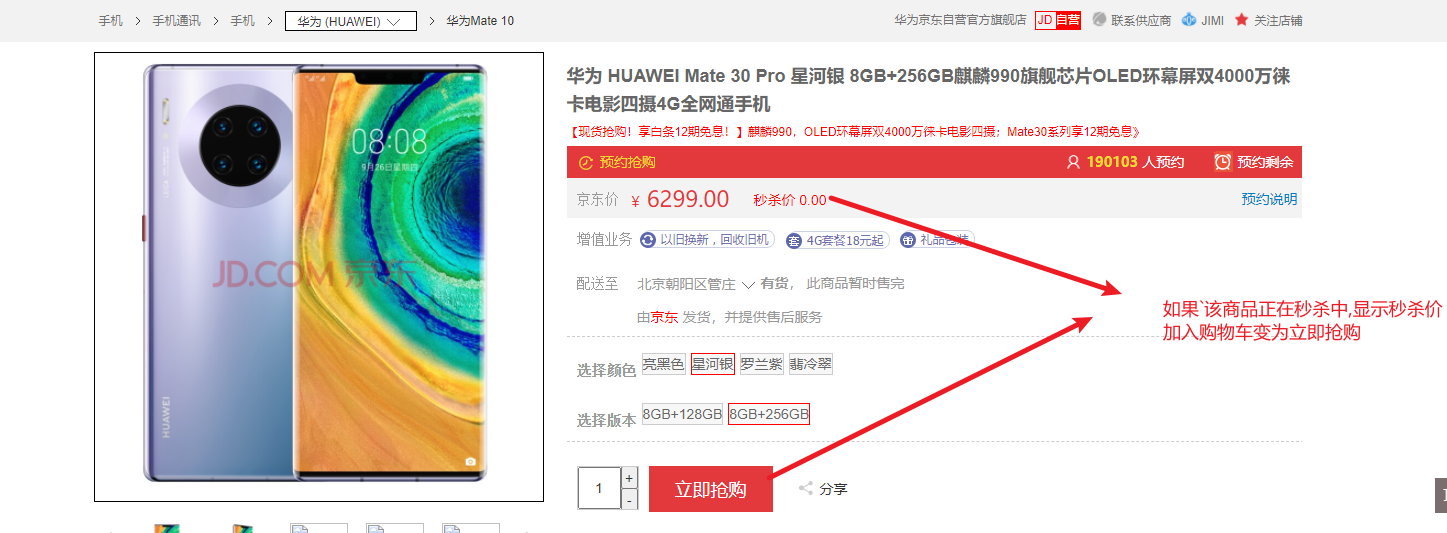 手机 > 手机通讯 > 手机 > 华为 (HUAWEI) > 华为Mate 10
华为京东自营官方旗舰店 JD 自营 联系供应商 JIMI 关注店铺
华为 HUAWEI Mate 30 Pro 星河银 8GB+256GB麒麟990旗舰芯片OLED环幕屏双4000万徕
卡电影四摄4G全网通手机
【现货抢购！享白条12期免息！】麒麟990，OLED环幕屏双4000万徕卡电影四摄；Mate30系列享12期免息》
预约抢购 190103 人预约 预约剩余
京东价 ￥ 6299.00 秒杀价 0.00 预约说明
增值业务 以旧换新，回收旧机 套 4G套餐18元起 礼品包装
配送至 北京朝阳区管庄 有货， 此商品暂时售完
由京东 发货，并提供售后服务
如果`该商品正在秒杀中,显示秒杀价
加入购物车变为立即抢购
选择颜色 亮黑色 星河银 罗兰紫 翡冷翠
选择版本 8GB+128GB 8GB+256GB
1 + - 立即抢购 分享
08:08
9月26日星期四
JD.COM 京东
HUAWEI